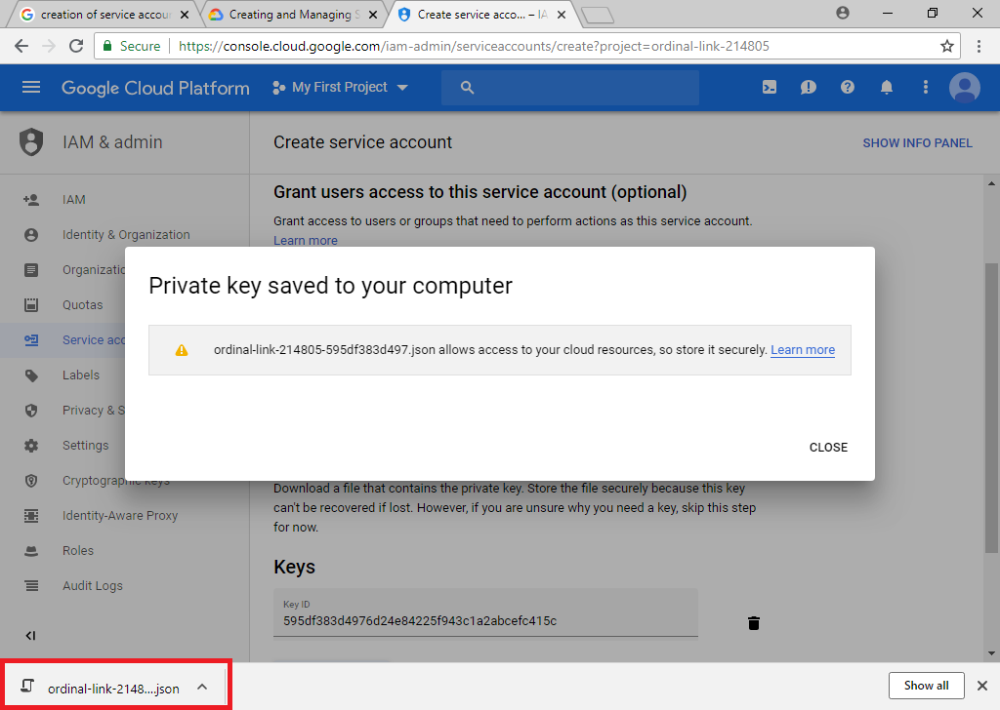 creation of service accoun
Creating and Managing S
Create service acco... – IA
Secure
https://console.cloud.google.com/iam-admin/serviceaccounts/create?project=ordinal-link-214805
Google Cloud Platform
My First Project
IAM & admin
Create service account
SHOW INFO PANEL
IAM
Identity & Organization
Organizatio
Quotas
Service acc
Labels
Privacy & S
Settings
Cryptographic Keys
Identity-Aware Proxy
Roles
Audit Logs
Grant users access to this service account (optional)
Grant access to users or groups that need to perform actions as this service account.
Learn more
Private key saved to your computer
ordinal-link-214805-595df383d497.json allows access to your cloud resources, so store it securely. Learn more
CLOSE
Download a file that contains the private key. Store the file securely because this key
can't be recovered if lost. However, if you are unsure why you need a key, skip this step
for now.
Keys
Key ID
595df383d4976d24e84225f943c1a2abcefc415c
ordinal-link-2148....json
Show all